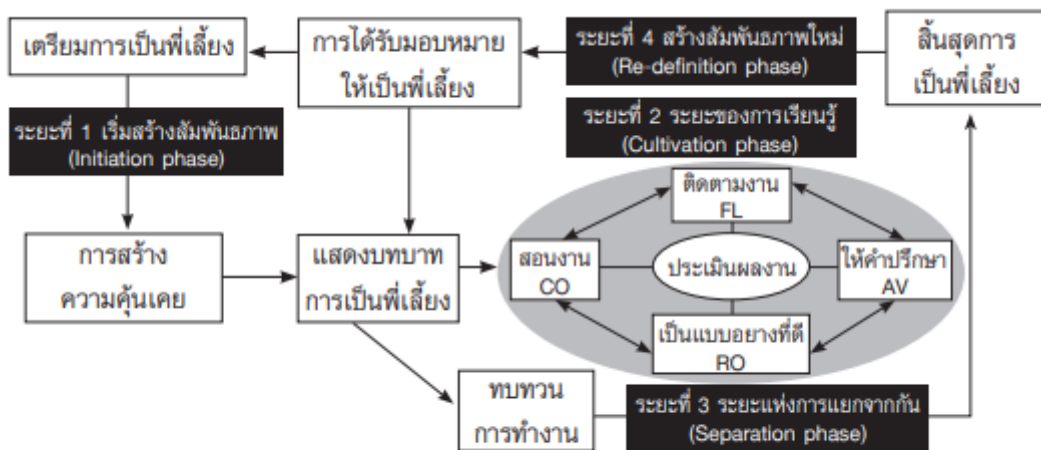 เตรียมการเป็นพี่เลี้ยง
การได้รับมอบหมาย
ให้เป็นพี่เลี้ยง
ระยะที่ 4 สร้างสัมพันธภาพใหม่
(Re-definition phase)
สิ้นสุดการ
เป็นพี่เลี้ยง
ระยะที่ 1 เริ่มสร้างสัมพันธภาพ
(Initiation phase)
ระยะที่ 2 ระยะของการเรียนรู้
(Cultivation phase)
ติดตามงาน
FL
การสร้าง
ความคุ้นเคย
แสดงบทบาท
การเป็นพี่เลี้ยง
สอนงาน
CO
ประเมินผลงาน
ให้คำปรึกษา
AV
เป็นแบบอย่างที่ดี
RO
ทบทวน
การทำงาน
ระยะที่ 3 ระยะแห่งการแยกจากกัน
(Separation phase)